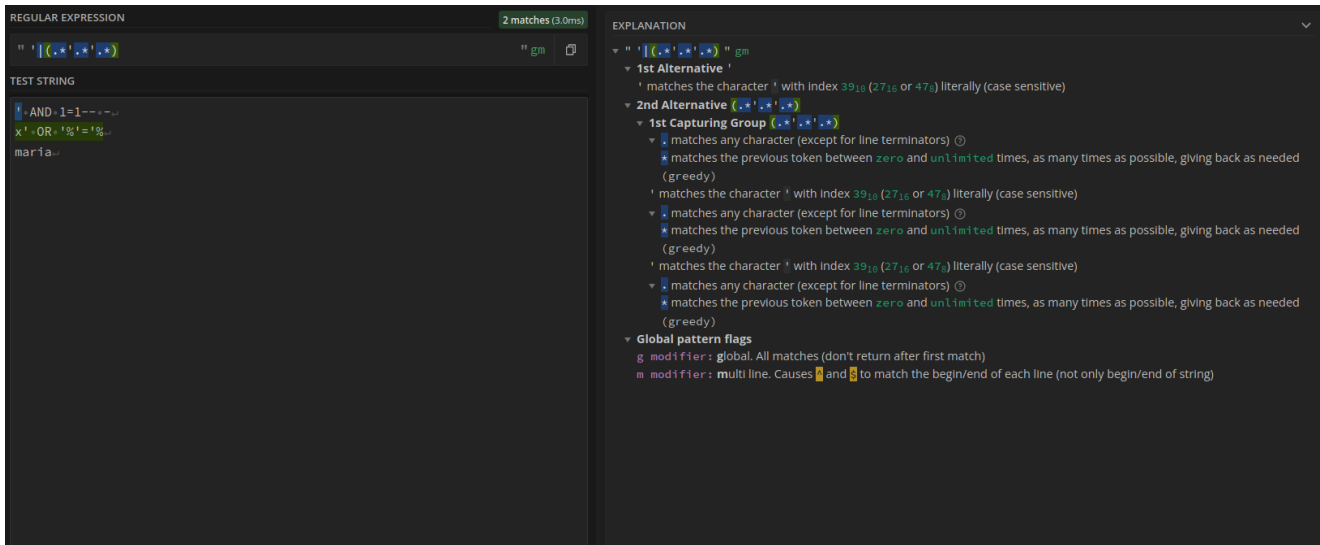 REGULAR EXPRESSION
2 matches (3.0ms)
" '|(.*'.*'.*) " gm
TEST STRING
' AND 1=1-- -
x' OR '%'='%
maria
EXPLANATION
" '|(.*'.*'.*) " gm
1st Alternative '
' matches the character ' with index 39₁₀ (27₁₆ or 47₈) literally (case sensitive)
2nd Alternative (.*'.*'.*)
1st Capturing Group (.*'.*'.*)
. matches any character (except for line terminators)
* matches the previous token between zero and unlimited times, as many times as possible, giving back as needed
(greedy)
' matches the character ' with index 39₁₀ (27₁₆ or 47₈) literally (case sensitive)
. matches any character (except for line terminators)
* matches the previous token between zero and unlimited times, as many times as possible, giving back as needed
(greedy)
' matches the character ' with index 39₁₀ (27₁₆ or 47₈) literally (case sensitive)
. matches any character (except for line terminators)
* matches the previous token between zero and unlimited times, as many times as possible, giving back as needed
(greedy)
Global pattern flags
g modifier: global. All matches (don't return after first match)
m modifier: multi line. Causes ^ and $ to match the begin/end of each line (not only begin/end of string)